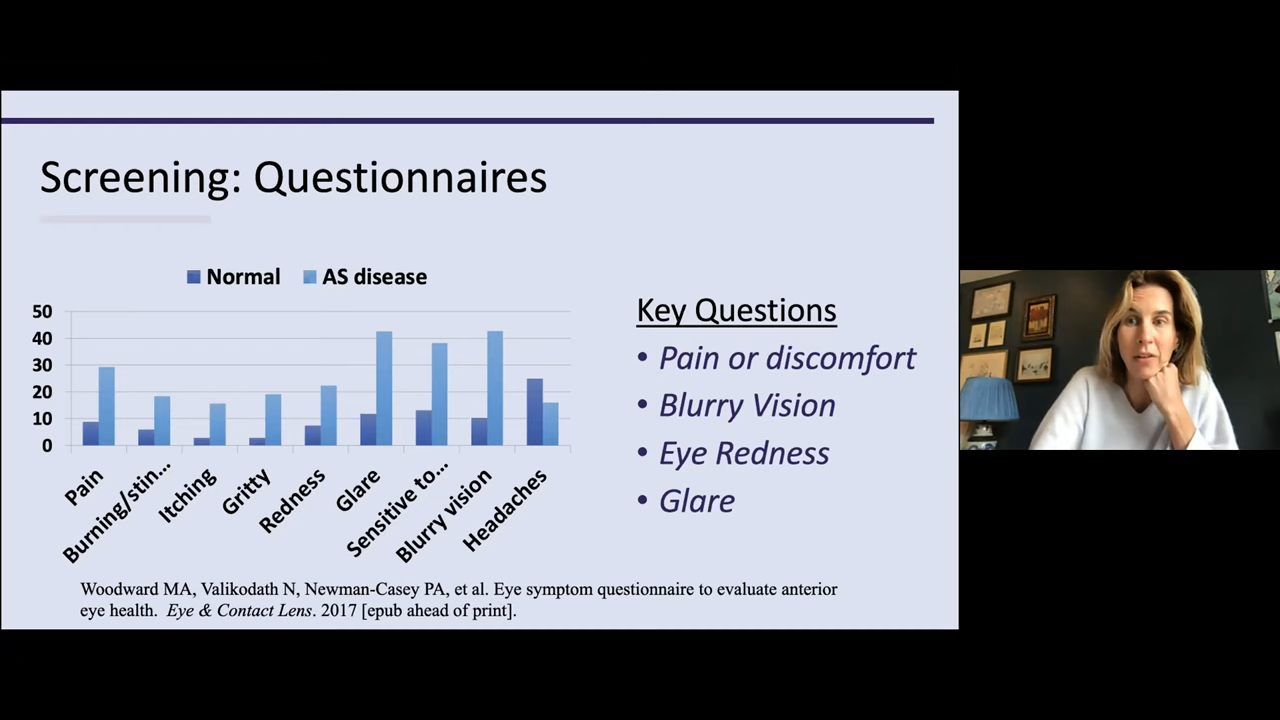 Screening: Questionnaires
Normal AS disease
50
40
30
20
10
0
Pain
Burning/stin...
Itching
Gritty
Redness
Glare
Sensitive to...
Blurry vision
Headaches
Key Questions
• Pain or discomfort
• Blurry Vision
• Eye Redness
• Glare
Woodward MA, Valikodath N, Newman-Casey PA, et al. Eye symptom questionnaire to evaluate anterior
eye health. Eye & Contact Lens. 2017 [epub ahead of print].